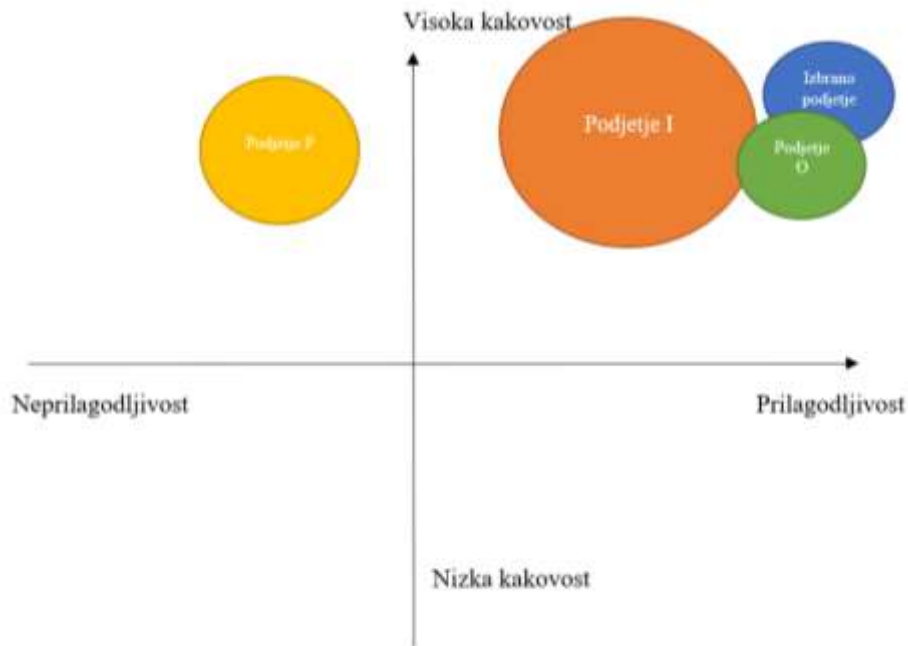 Visoka kakovost
Izbrano
podjetje
Podjetje I
Podjetje P
Podjetje
O
Neprilagodljivost
Prilagodljivost
Nizka kakovost